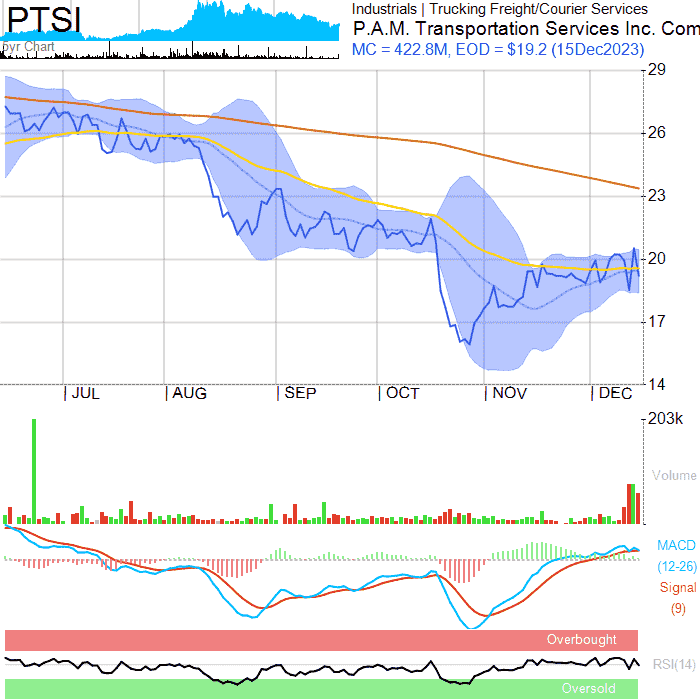 PTSI
Industrials | Trucking Freight/Courier Services
P.A.M. Transportation Services Inc. Com
MC = 422.8M, EOD = $19.2 (15Dec2023)
5yr Chart
29
26
23
20
17
14
| JUL | AUG | SEP | OCT | NOV | DEC
203k
Volume
MACD
(12-26)
Signal
(9)
Overbought
RSI(14)
Oversold